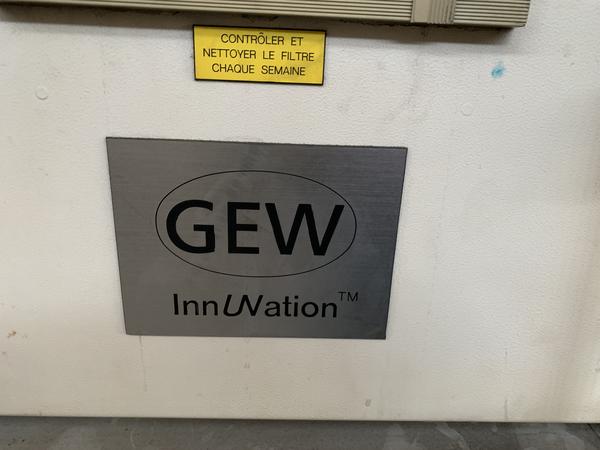 CONTRÔLER ET
NETTOYER LE FILTRE
CHAQUE SEMAINE
GEW
InnUVation™